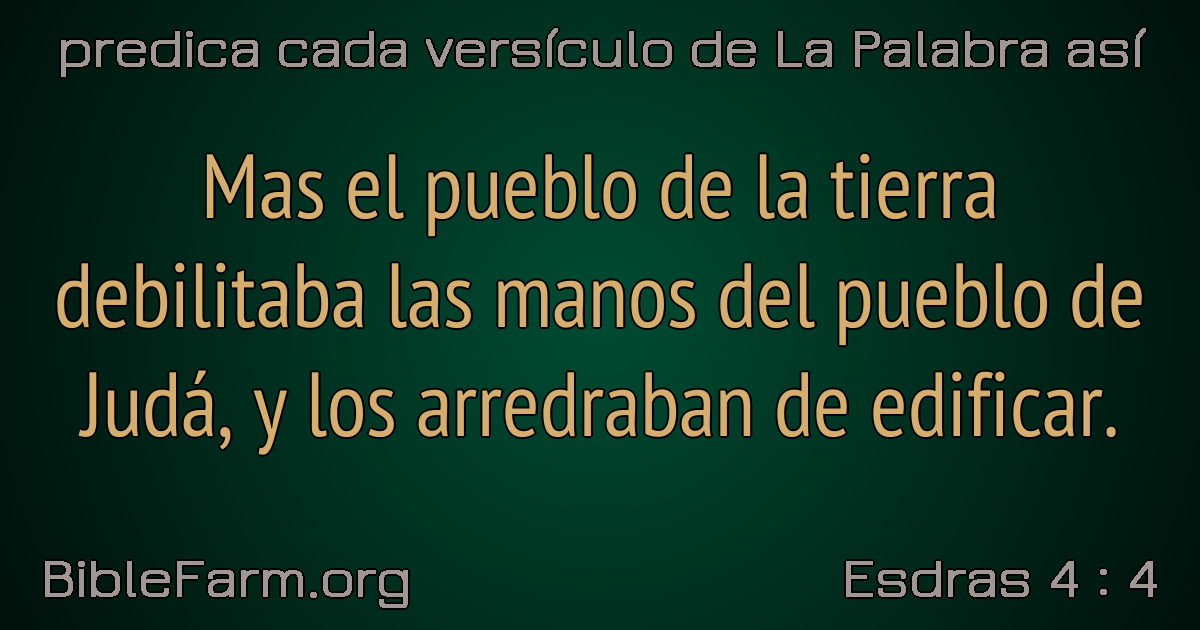 predica cada versículo de La Palabra así
Mas el pueblo de la tierra
debilitaba las manos del pueblo de
Judá, y los arredraban de edificar.
BibleFarm.org
Esdras 4 : 4